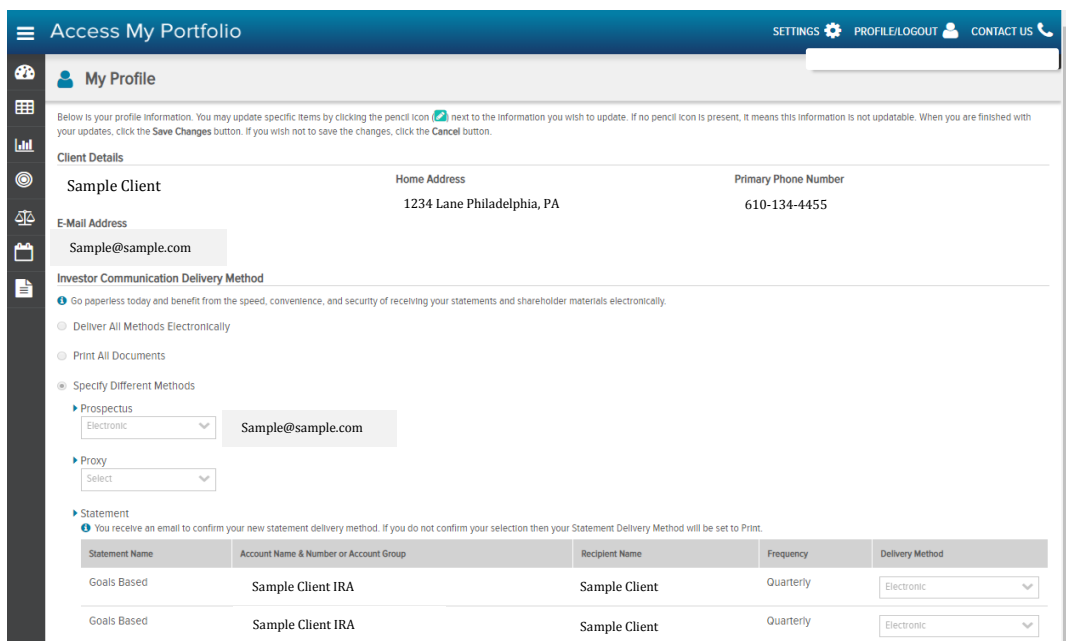 Access My Portfolio
SETTINGS PROFILE/LOGOUT CONTACT US
My Profile
Below is your profile information. You may update specific items by clicking the pencil icon ( ) next to the information you wish to update. If no pencil icon is present, it means this information is not updatable. When you are finished with
your updates, click the Save Changes button. If you wish not to save the changes, click the Cancel button.
Client Details
Sample Client
Home Address
1234 Lane Philadelphia, PA
Primary Phone Number
610-134-4455
E-Mail Address
Sample@sample.com
Investor Communication Delivery Method
Go paperless today and benefit from the speed, convenience, and security of receiving your statements and shareholder materials electronically.
Deliver All Methods Electronically
Print All Documents
Specify Different Methods
Prospectus
Electronic Sample@sample.com
Proxy
Select
Statement
You receive an email to confirm your new statement delivery method. If you do not confirm your selection then your Statement Delivery Method will be set to Print.
Statement Name Account Name & Number or Account Group Recipient Name Frequency Delivery Method
Goals Based Sample Client IRA Sample Client Quarterly Electronic
Goals Based Sample Client IRA Sample Client Quarterly Electronic